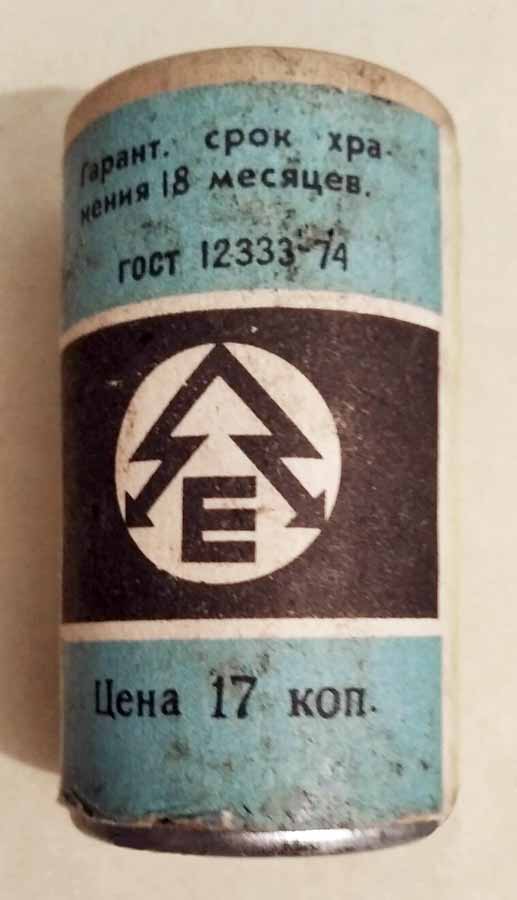 Гарант. срок хра-
нения 18 месяцев.
ГОСТ 12333-74
Е
Цена 17 коп.